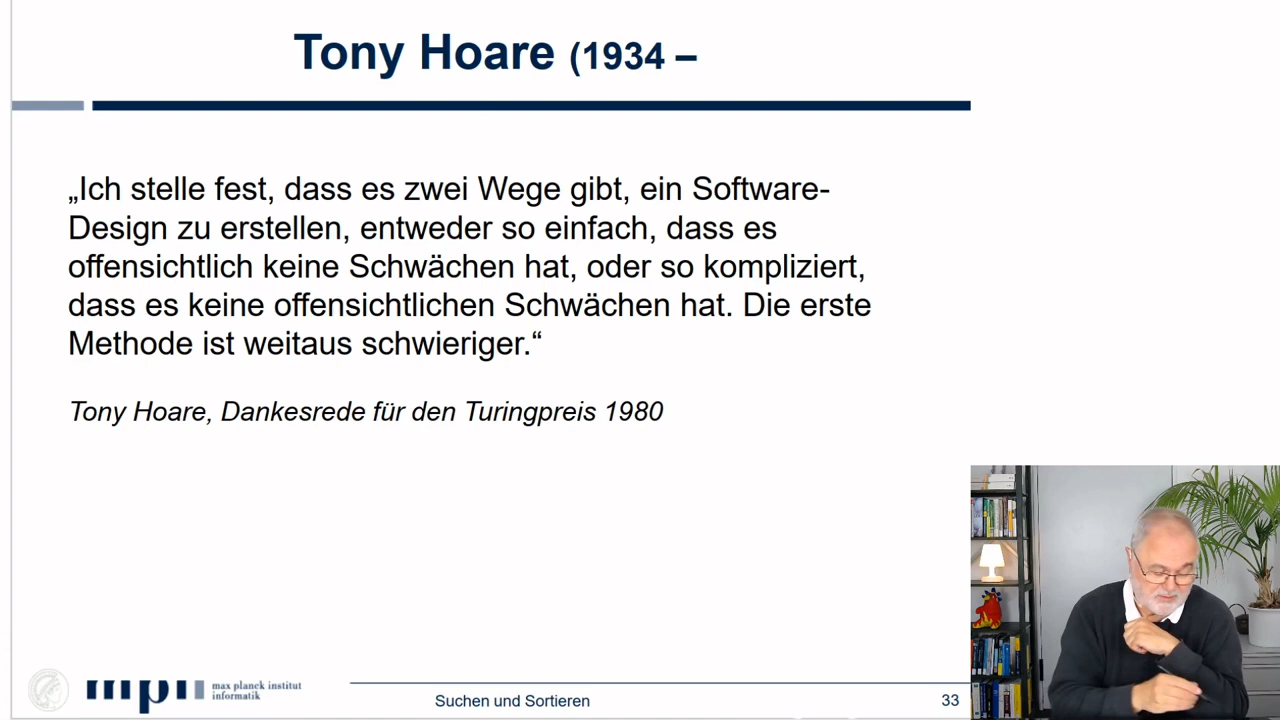 Tony Hoare (1934 –
„Ich stelle fest, dass es zwei Wege gibt, ein Software-
Design zu erstellen, entweder so einfach, dass es
offensichtlich keine Schwächen hat, oder so kompliziert,
dass es keine offensichtlichen Schwächen hat. Die erste
Methode ist weitaus schwieriger.“
Tony Hoare, Dankesrede für den Turingpreis 1980
mpi max planck institut
informatik
Suchen und Sortieren
33